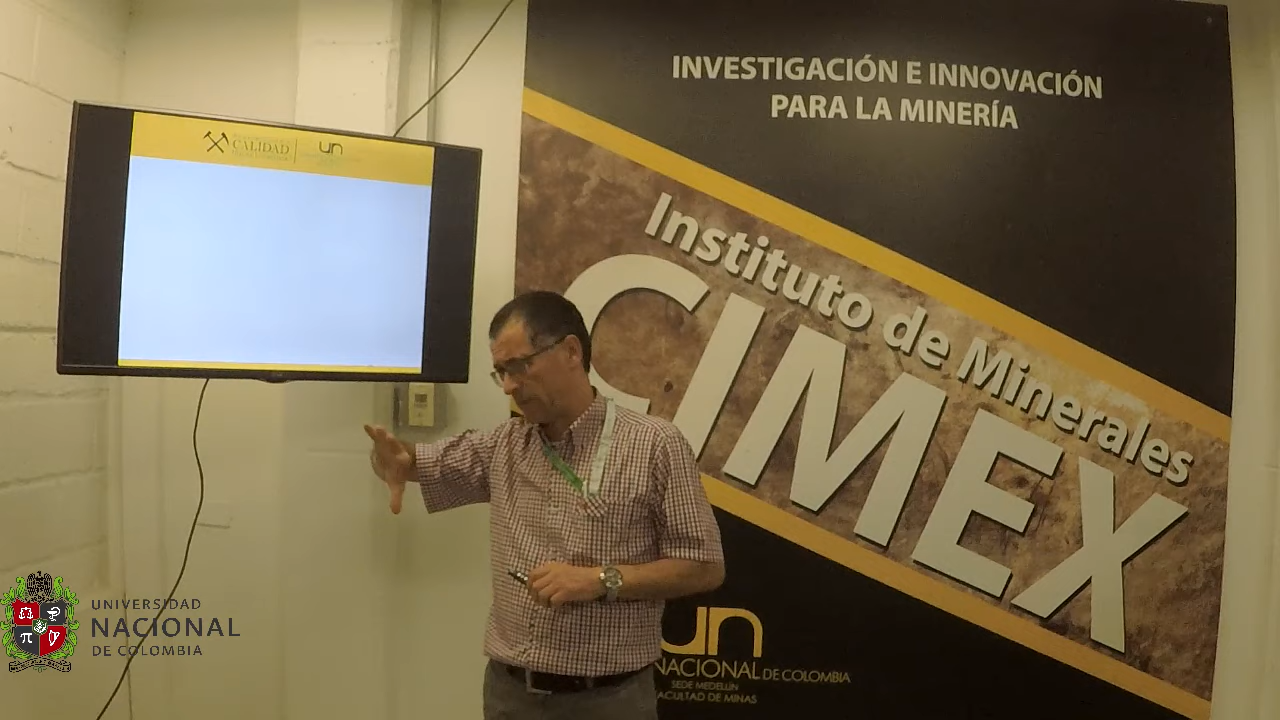 INVESTIGACIÓN E INNOVACIÓN
PARA LA MINERÍA
Instituto de Minerales
CIMEX
CALIDAD
un
un
NACIONAL DE COLOMBIA
SEDE MEDELLÍN
FACULTAD DE MINAS
UNIVERSIDAD
NACIONAL
DE COLOMBIA